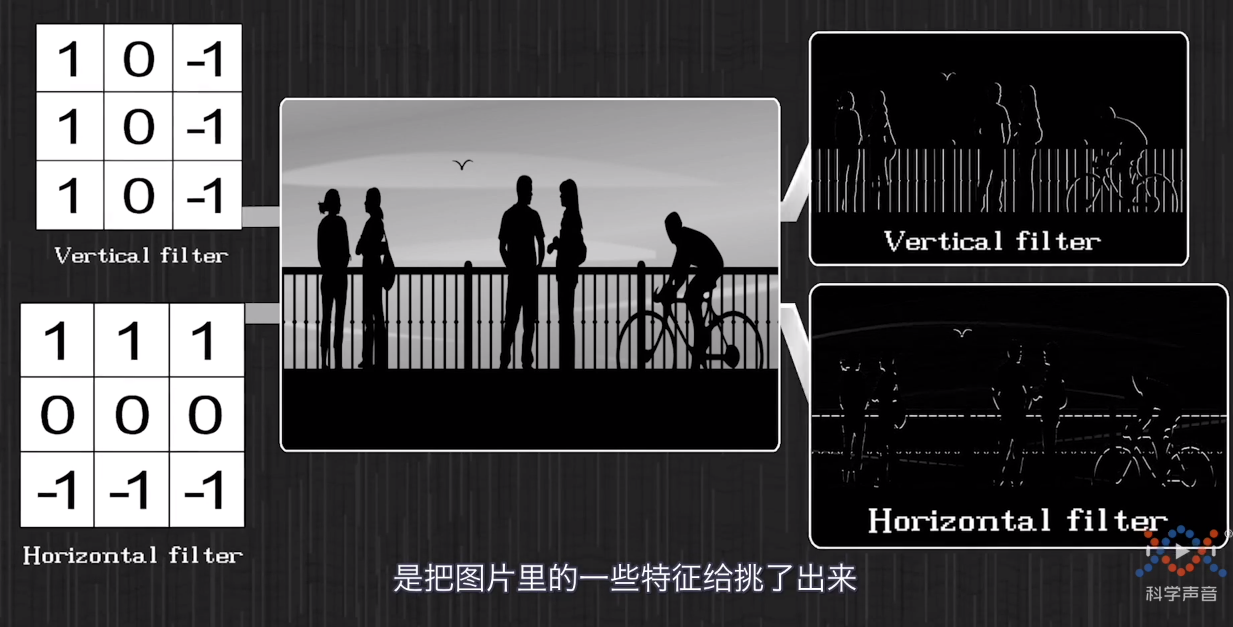 1 0 -1
1 0 -1
1 0 -1
Vertical filter
1 1 1
0 0 0
-1 -1 -1
Horizontal filter
Vertical filter
Horizontal filter
是把图片里的一些特征给挑了出来
®
科学声音